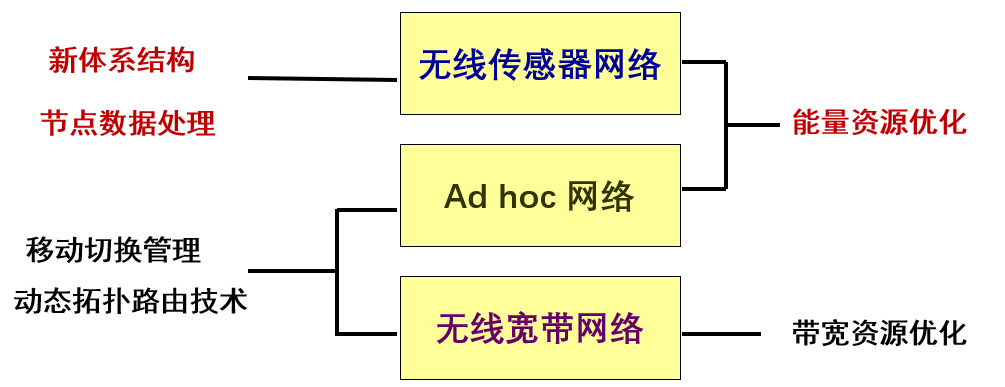 新体系结构
节点数据处理
移动切换管理
动态拓扑路由技术
无线传感器网络
Ad hoc 网络
无线宽带网络
能量资源优化
带宽资源优化